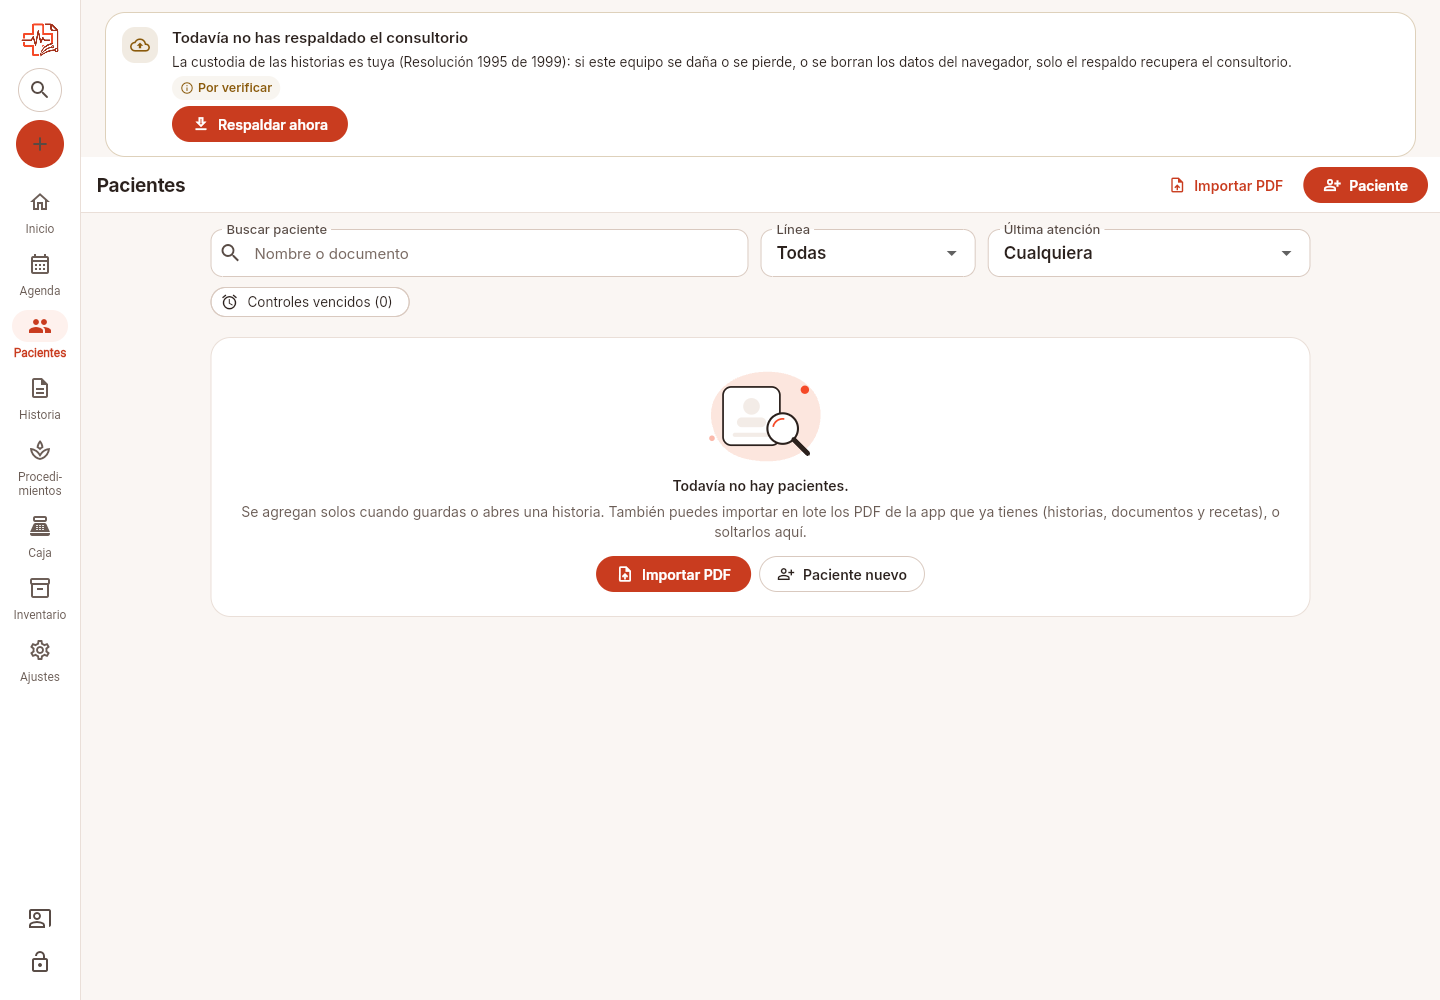 Todavía no has respaldado el consultorio
La custodia de las historias es tuya (Resolución 1995 de 1999): si este equipo se daña o se pierde, o se borran los datos del navegador, solo el respaldo recupera el consultorio.
Por verificar
Respaldar ahora
Pacientes
Importar PDF
Paciente
Inicio
Agenda
Pacientes
Historia
Procedi-
mientos
Caja
Inventario
Ajustes
Buscar paciente
Nombre o documento
Línea
Todas
Última atención
Cualquiera
Controles vencidos (0)
Todavía no hay pacientes.
Se agregan solos cuando guardas o abres una historia. También puedes importar en lote los PDF de la app que ya tienes (historias, documentos y recetas), o
soltarlos aquí.
Importar PDF
Paciente nuevo